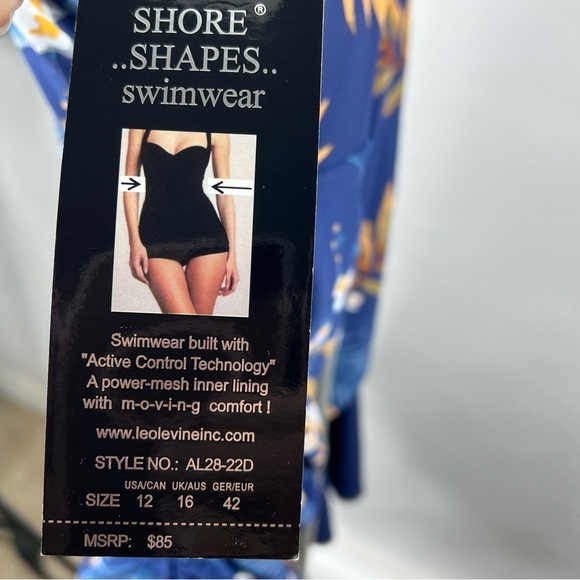 SHORE ®
..SHAPES..
swimwear
Swimwear built with
"Active Control Technology"
A power-mesh inner lining
with m-o-v-i-n-g comfort !
www.leolevineinc.com
STYLE NO.: AL28-22D
USA/CAN UK/AUS GER/EUR
SIZE 12 16 42
MSRP: $85